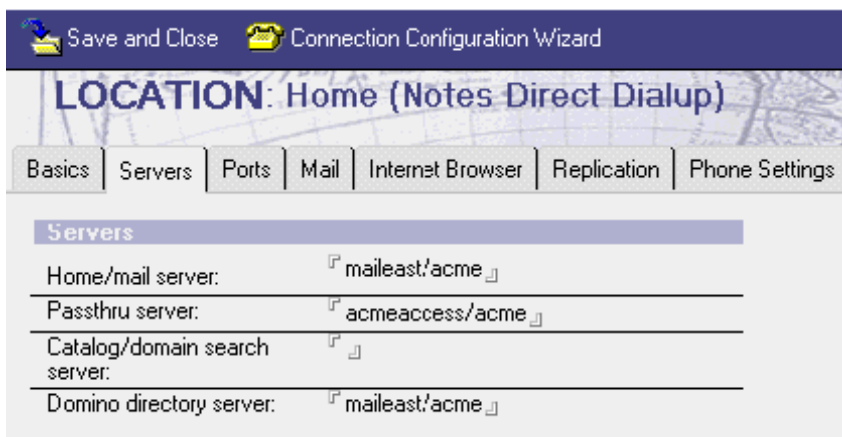 Save and Close Connection Configuration Wizard
LOCATION: Home (Notes Direct Dialup)
Basics Servers Ports Mail Internet Browser Replication Phone Settings
Servers
Home/mail server: maileast/acme
Passthru server: acmeaccess/acme
Catalog/domain search
server:
Domino directory server: maileast/acme